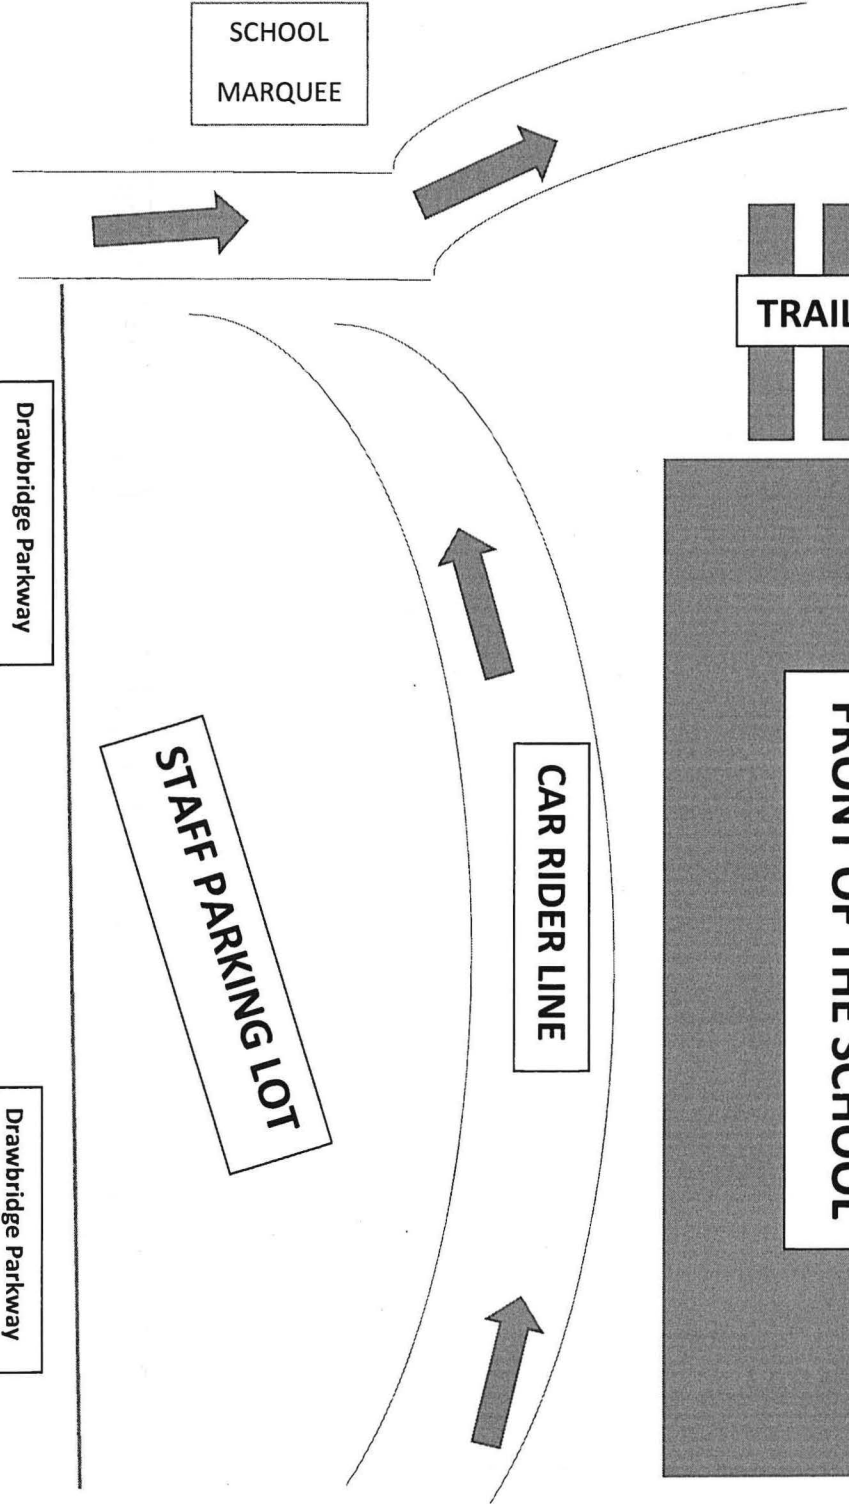 SCHOOL
MARQUEE
TRAIL
Drawbridge Parkway
FRONT OF THE SCHOOL
CAR RIDER LINE
STAFF PARKING LOT
Drawbridge Parkway